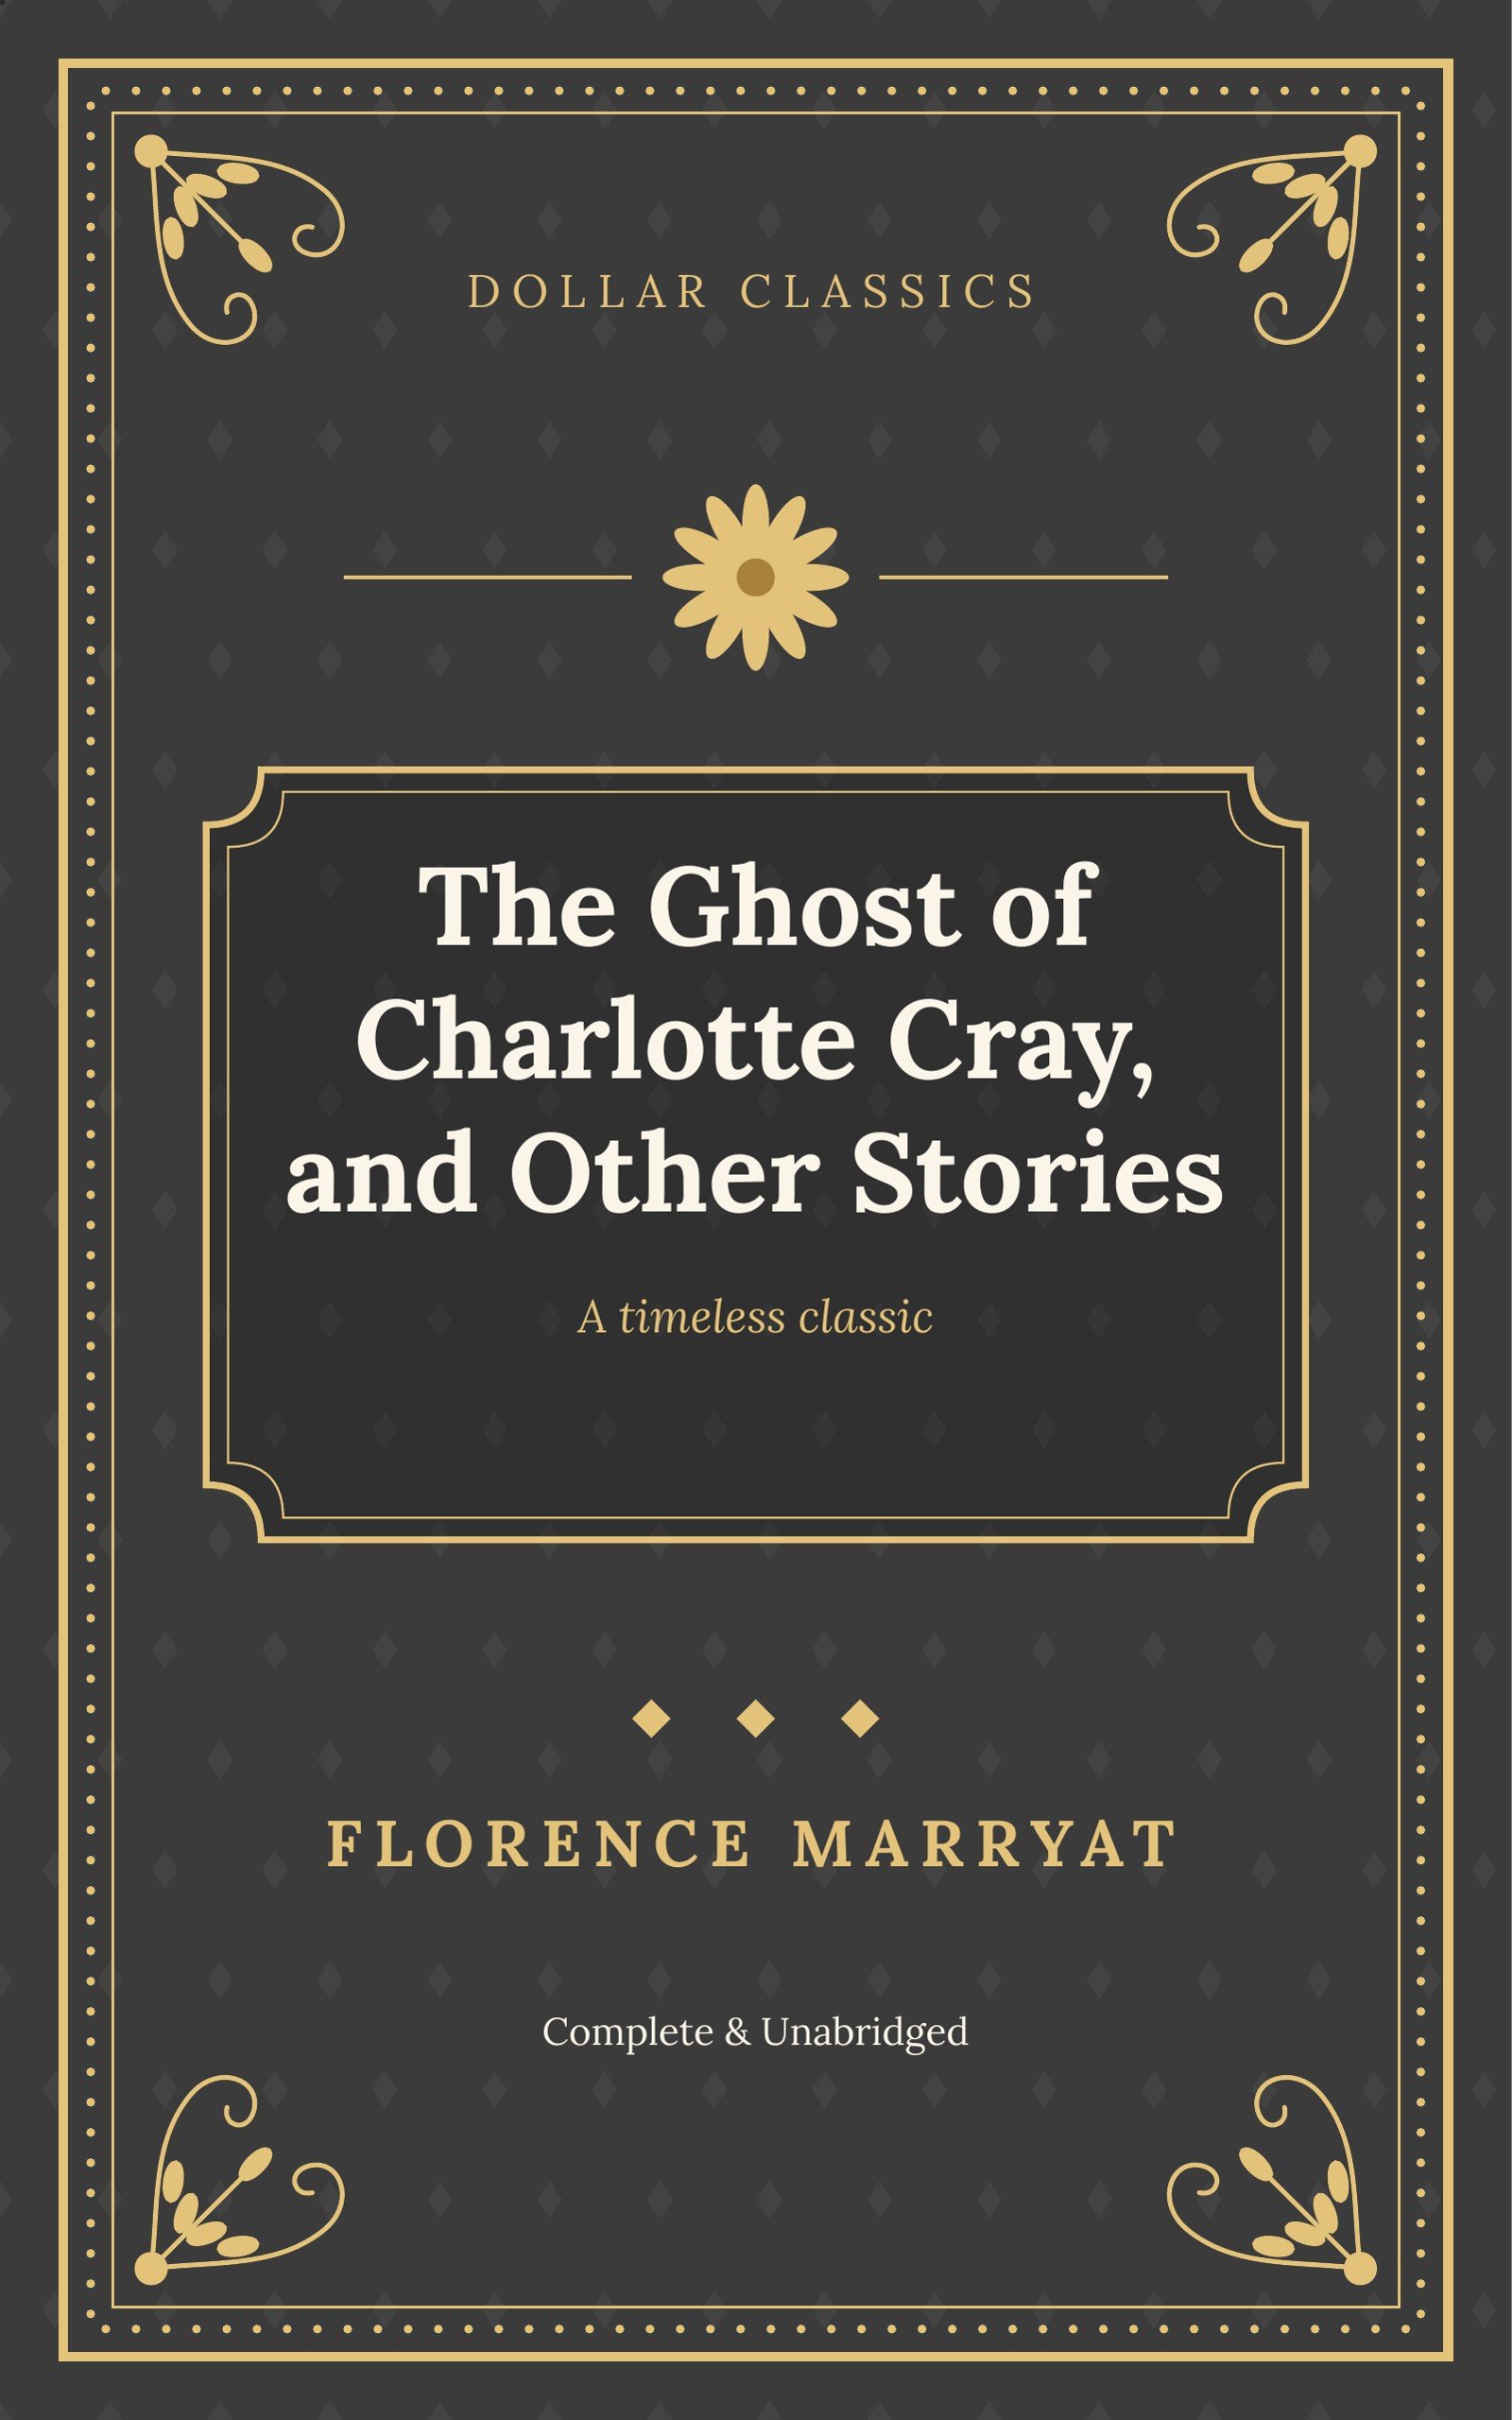 DOLLAR CLASSICS
The Ghost of
Charlotte Cray,
and Other Stories
A timeless classic
FLORENCE MARRYAT
Complete & Unabridged